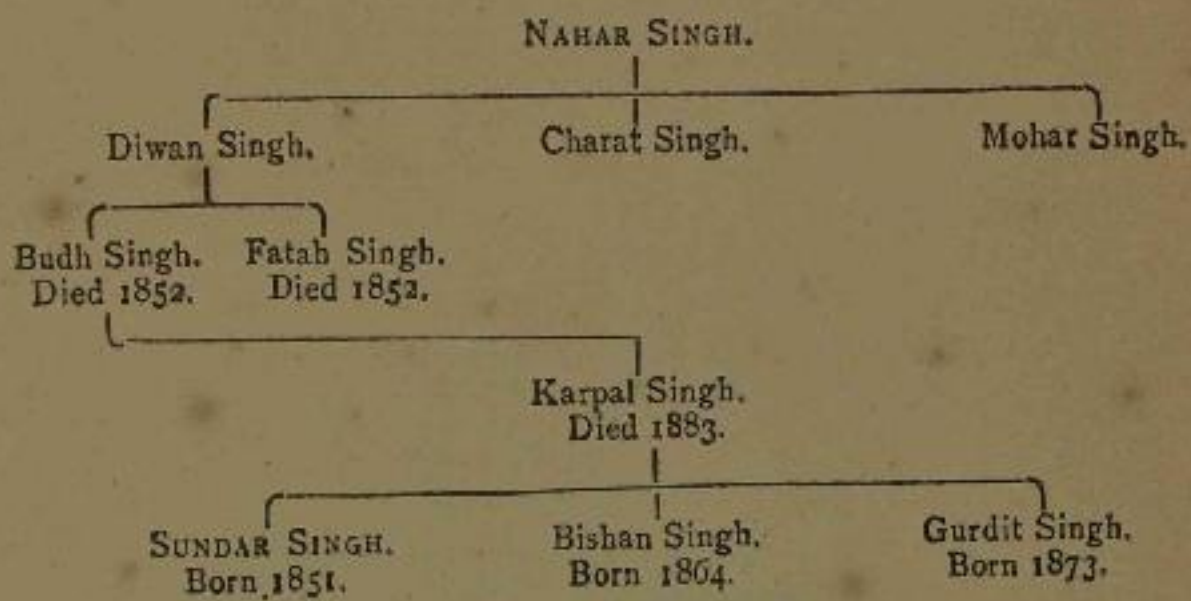 NAHAR SINGH.
Diwan Singh. Charat Singh. Mohar Singh.
Budh Singh. Fatah Singh.
Died 1852. Died 1852.
Karpal Singh.
Died 1883.
SUNDAR SINGH. Bishan Singh. Gurdit Singh.
Born 1851. Born 1864. Born 1873.